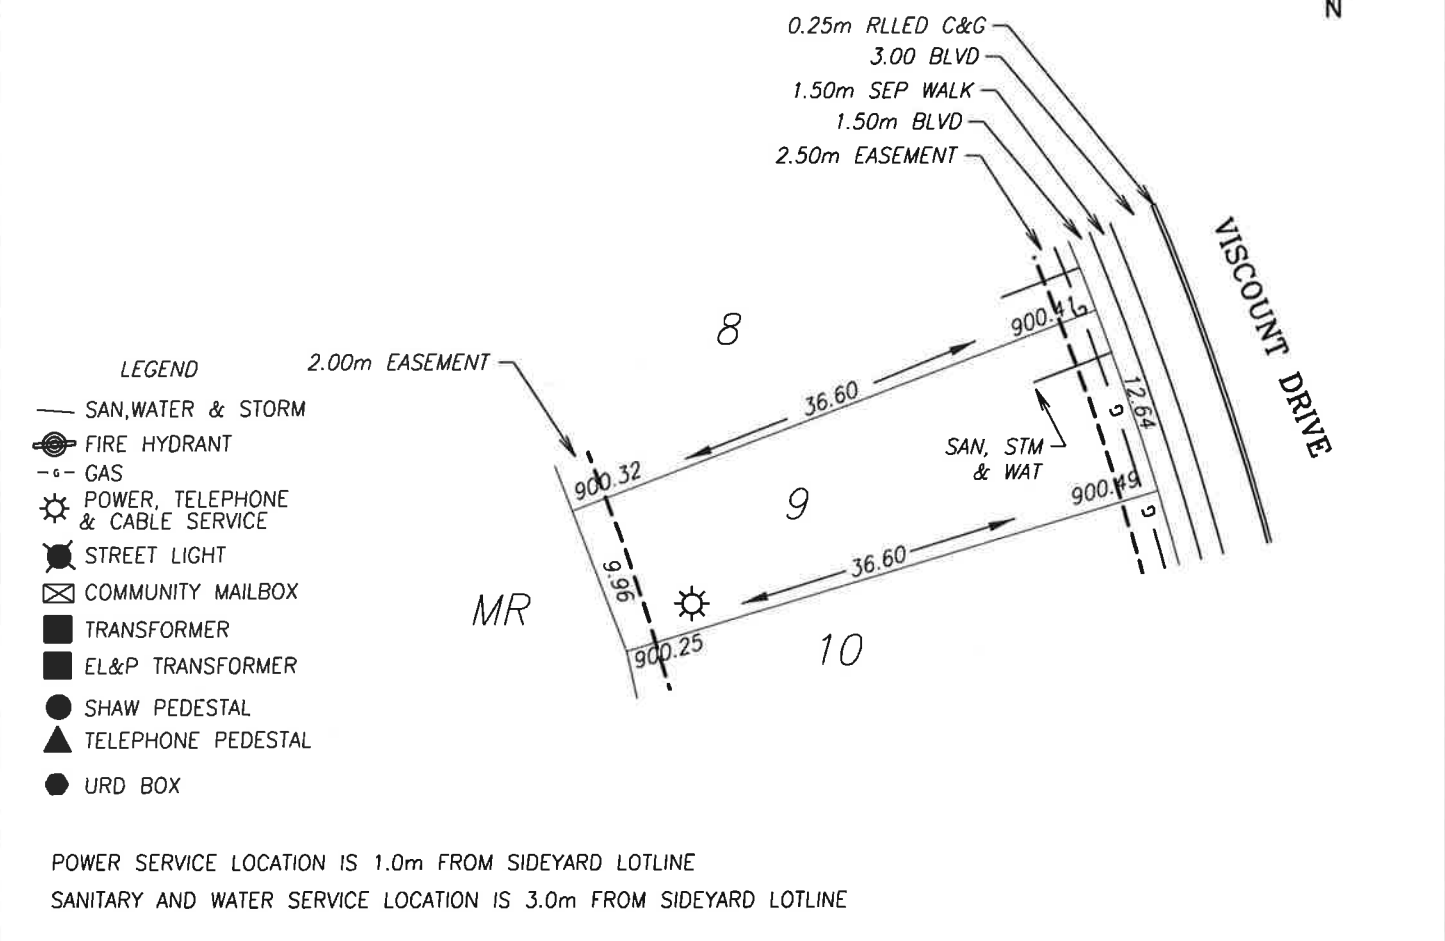 N
0.25m RLLED C&G
3.00 BLVD
1.50m SEP WALK
1.50m BLVD
2.50m EASEMENT
VISCOUNT DRIVE
8
900.41
G
2.00m EASEMENT
36.60
12.64
G
SAN, STM
& WAT
900.32
9
900.49
G
9.96
36.60
MR
900.25
10
LEGEND
SAN,WATER & STORM
FIRE HYDRANT
-G- GAS
POWER, TELEPHONE
& CABLE SERVICE
STREET LIGHT
COMMUNITY MAILBOX
TRANSFORMER
EL&P TRANSFORMER
SHAW PEDESTAL
TELEPHONE PEDESTAL
URD BOX
POWER SERVICE LOCATION IS 1.0m FROM SIDEYARD LOTLINE
SANITARY AND WATER SERVICE LOCATION IS 3.0m FROM SIDEYARD LOTLINE